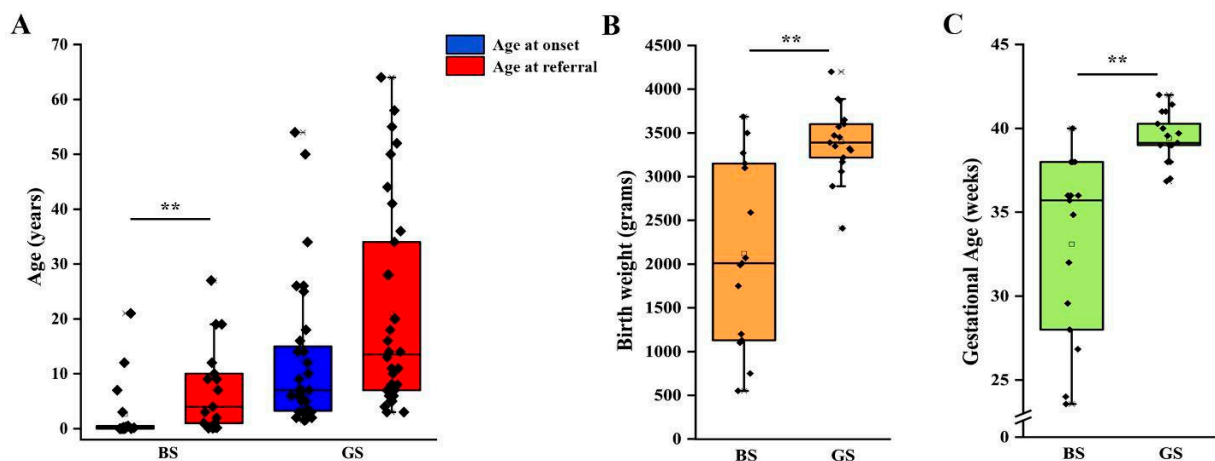 A
Age (years)
70
60
50
40
30
20
10
0
**
BS
GS
Age at onset
Age at referral
B
Birth weight (grams)
4500
4000
3500
3000
2500
2000
1500
1000
500
0
**
BS
GS
C
Gestational Age (weeks)
45
40
35
30
25
0
**
BS
GS